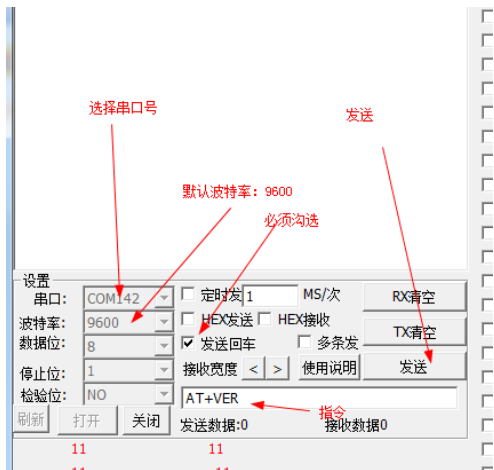 选择串口号
发送
默认波特率：9600
必须沟选
设置
串口： COM142 定时发 1 MS/次 RX清空
波特率： 9600 HEX发送 HEX接收 TX清空
数据位： 8 发送回车 多条发
停止位： 1 接收宽度 < > 使用说明 发送
检验位： NO AT+VER
指令
刷新 打开 关闭 发送数据:0 接收数据0
11 11
11 11